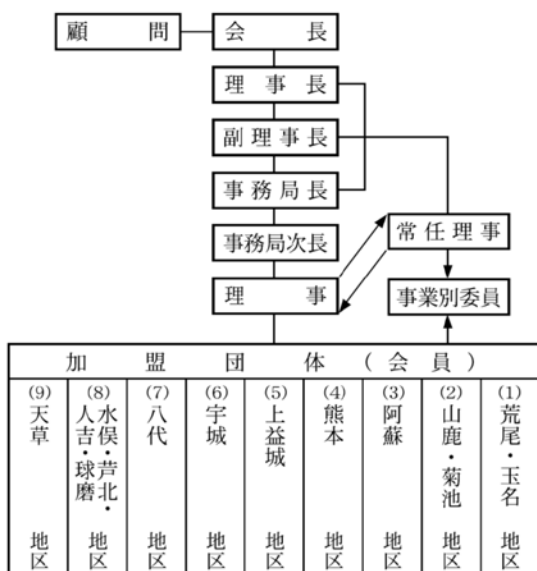 顧問
会長
理事長
副理事長
事務局長
事務局次長
常任理事
理事
事業別委員
加盟団体(会員)
(1)荒尾・玉名 地区
(2)山鹿・菊池 地区
(3)阿蘇 地区
(4)熊本 地区
(5)上益城 地区
(6)宇城 地区
(7)八代 地区
(8)水俣・芦北・
人吉・球磨 地区
(9)天草 地区